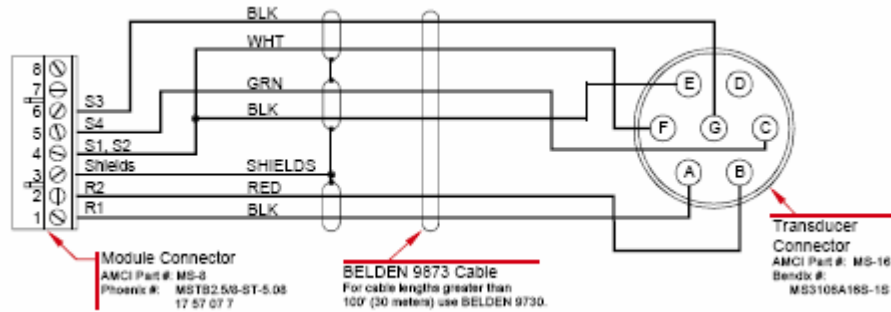 BLK
WHT
GRN
BLK
SHIELDS
RED
BLK
8
7
6
5
4
3
2
1
S3
S4
S1, S2
Shields
R2
R1
E
D
F
G
C
A
B
Module Connector
AMCI Part #: MS-8
Phoenix #: MSTB2.5/8-ST-5.08
17 57 07 7
BELDEN 9873 Cable
For cable lengths greater than
100' (30 meters) use BELDEN 9730.
Transducer
Connector
AMCI Part #: MS-16
Bendix #:
MS3106A16S-1S